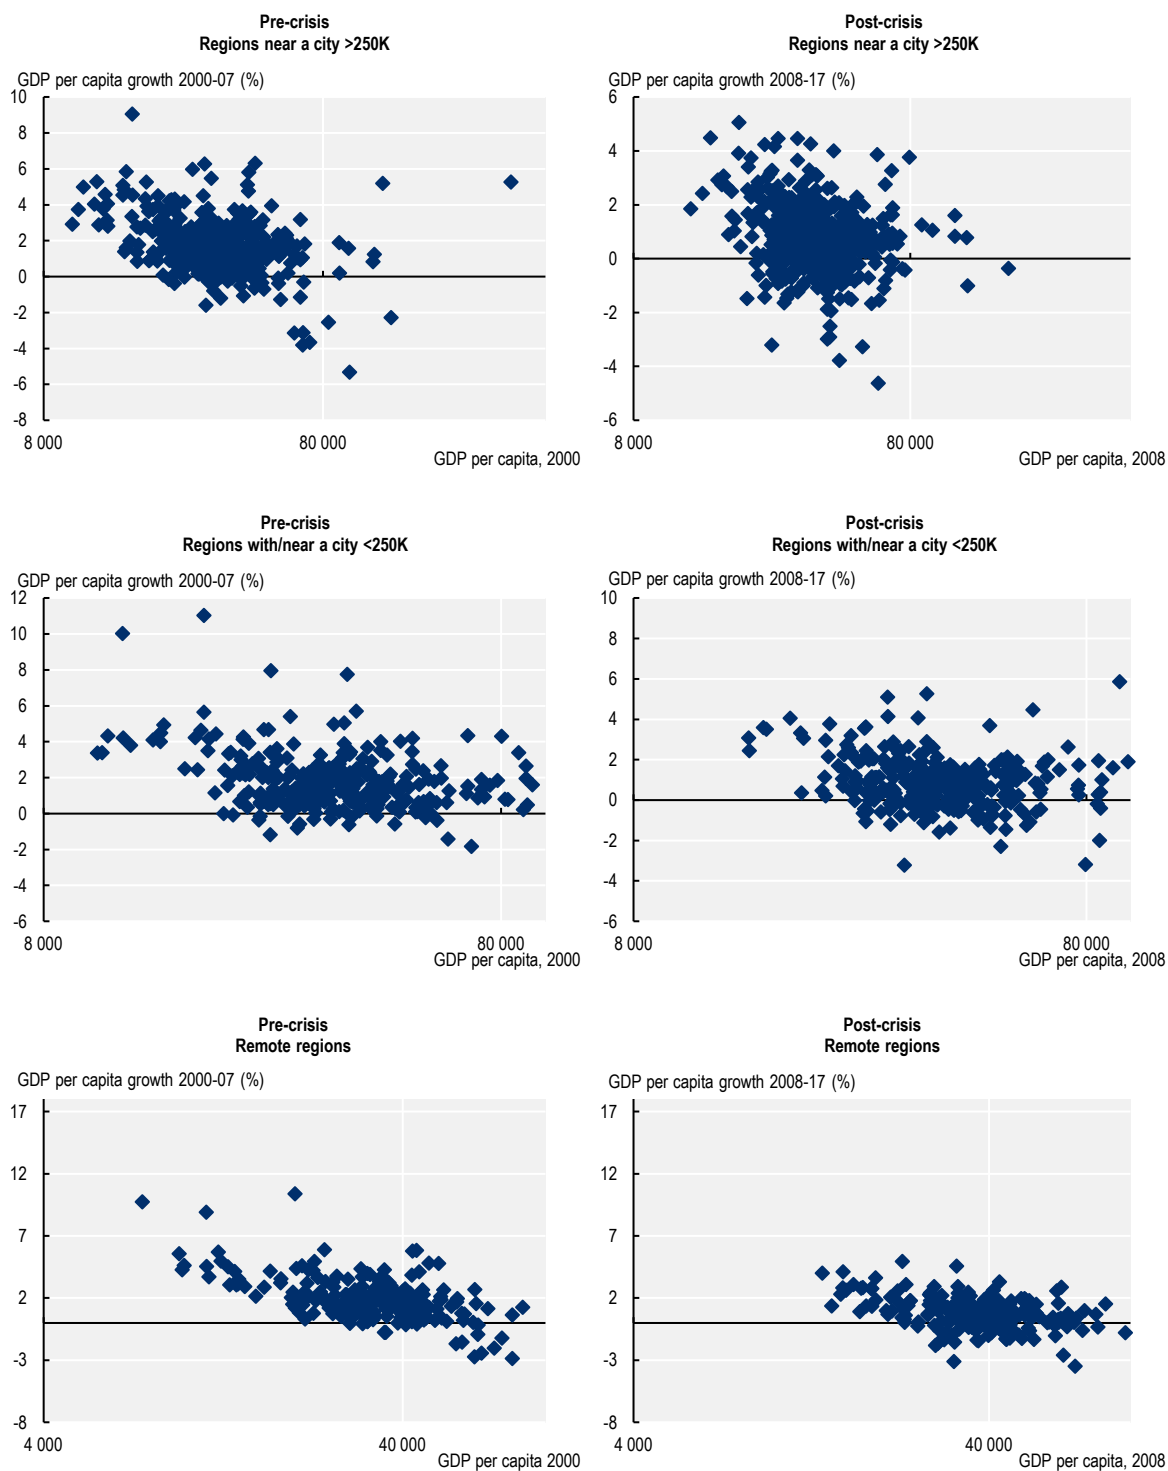 Pre-crisis
Regions near a city >250K
GDP per capita growth 2000-07 (%)
10
8
6
4
2
0
-2
-4
-6
-8
8 000
80 000
GDP per capita, 2000
Post-crisis
Regions near a city >250K
GDP per capita growth 2008-17 (%)
6
4
2
0
-2
-4
-6
8 000
80 000
GDP per capita, 2008
Pre-crisis
Regions with/near a city <250K
GDP per capita growth 2000-07 (%)
12
10
8
6
4
2
0
-2
-4
-6
8 000
80 000
GDP per capita, 2000
Post-crisis
Regions with/near a city <250K
GDP per capita growth 2008-17 (%)
10
8
6
4
2
0
-2
-4
-6
8 000
80 000
GDP per capita, 2008
Pre-crisis
Remote regions
GDP per capita growth 2000-07 (%)
17
12
7
2
-3
-8
4 000
40 000
GDP per capita 2000
Post-crisis
Remote regions
GDP per capita growth 2008-17 (%)
17
12
7
2
-3
-8
4 000
40 000
GDP per capita, 2008